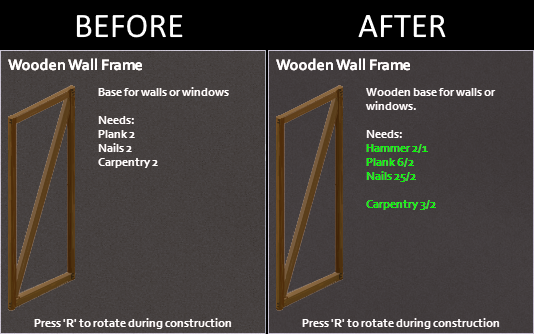 BEFORE
Wooden Wall Frame
Base for walls or windows
Needs:
Plank 2
Nails 2
Carpentry 2
Press 'R' to rotate during construction
AFTER
Wooden Wall Frame
Wooden base for walls or
windows.
Needs:
Hammer 2/1
Plank 6/2
Nails 25/2
Carpentry 3/2
Press 'R' to rotate during construction